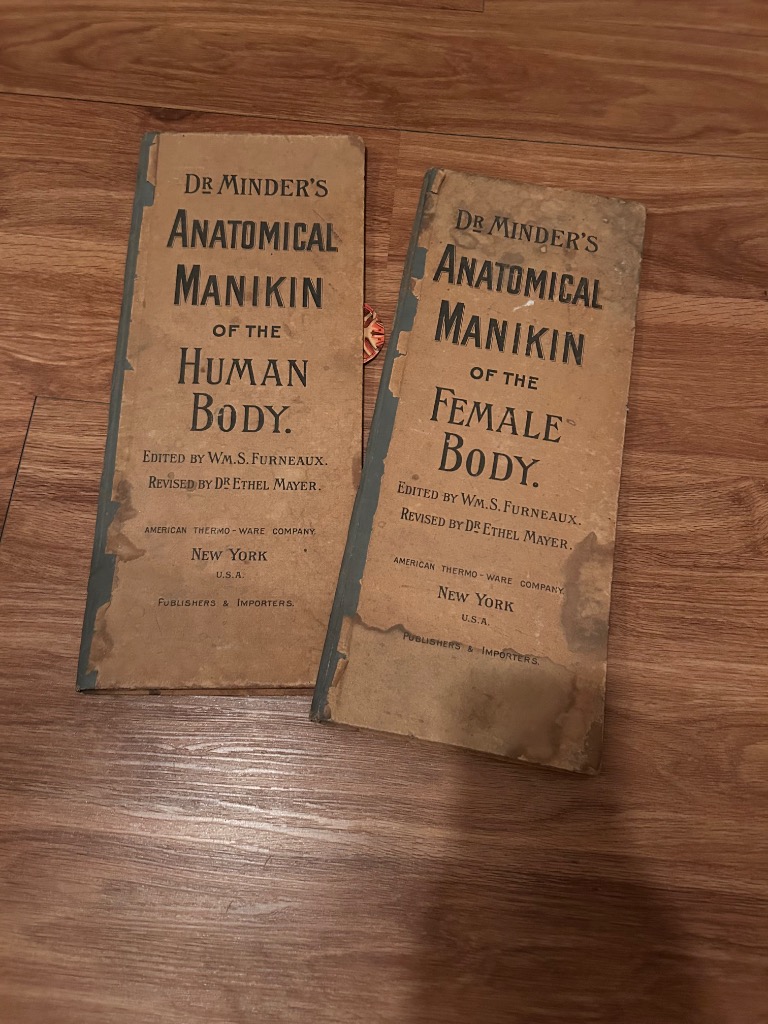 DR MINDER'S
ANATOMICAL
MANIKIN
OF THE
HUMAN
BODY.
EDITED BY WM. S. FURNEAUX.
REVISED BY DR ETHEL MAYER.
AMERICAN THERMO-WARE COMPANY.
NEW YORK
U.S.A.
PUBLISHERS & IMPORTERS.
DR MINDER'S
ANATOMICAL
MANIKIN
OF THE
FEMALE
BODY.
EDITED BY WM. S. FURNEAUX.
REVISED BY DR ETHEL MAYER.
AMERICAN THERMO-WARE COMPANY.
NEW YORK
U.S.A.
PUBLISHERS & IMPORTERS.